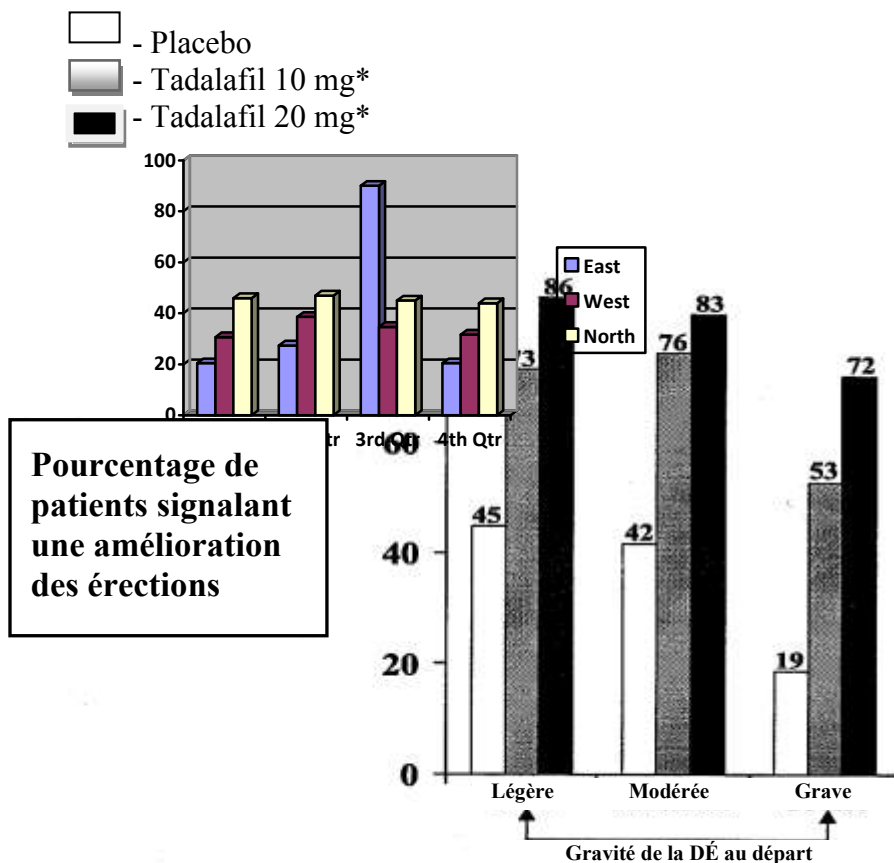 - Placebo
- Tadalafil 10 mg*
- Tadalafil 20 mg*
100
80
60
40
20
0
3rd Qtr 4th Qtr
East
West
North
Pourcentage de
patients signalant
une amélioration
des érections
86
83
76
72
60
53
45
42
40
20
19
0
Légère Modérée Grave
Gravité de la DÉ au départ